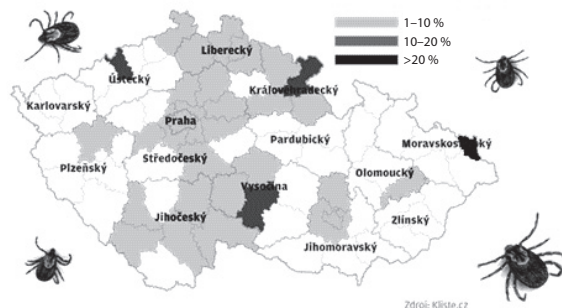 1–10 %
10–20 %
>20 %
Liberecký
Ústecký
Karlovarský
Královéhradecký
Praha
Pardubický
Moravskoslezský
Plzeňský
Středočeský
Olomoucký
Vysočina
Zlínský
Jihočeský
Jihomoravský
Zdroj: Kliste.cz